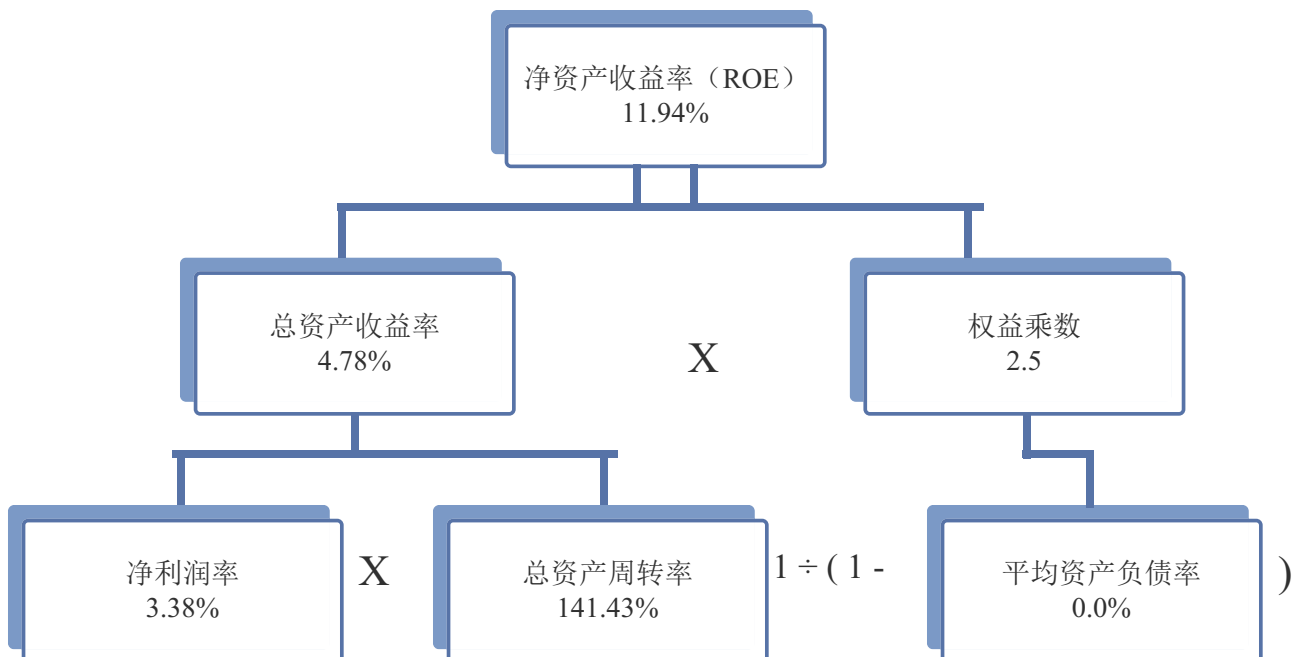 净资产收益率（ROE）
11.94%
总资产收益率
4.78%
X
权益乘数
2.5
净利润率
3.38%
X
总资产周转率
141.43%
1 ÷ ( 1 -
平均资产负债率
0.0%
)